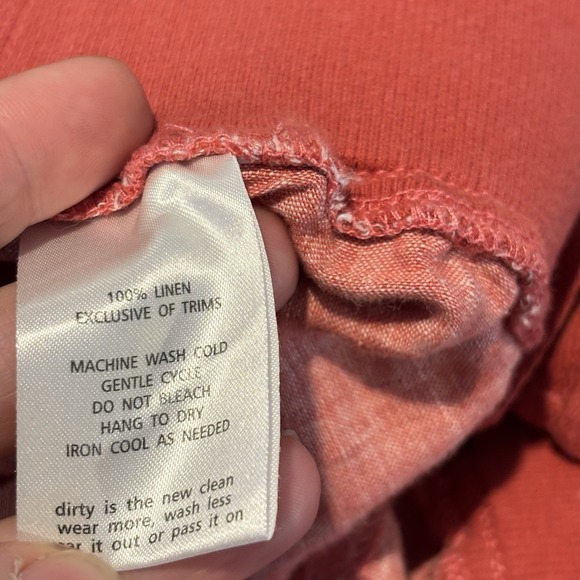 100% LINEN
EXCLUSIVE OF TRIMS
MACHINE WASH COLD
GENTLE CYCLE
DO NOT BLEACH
HANG TO DRY
IRON COOL AS NEEDED
dirty is the new clean
wear more, wash less
it out or pass it on